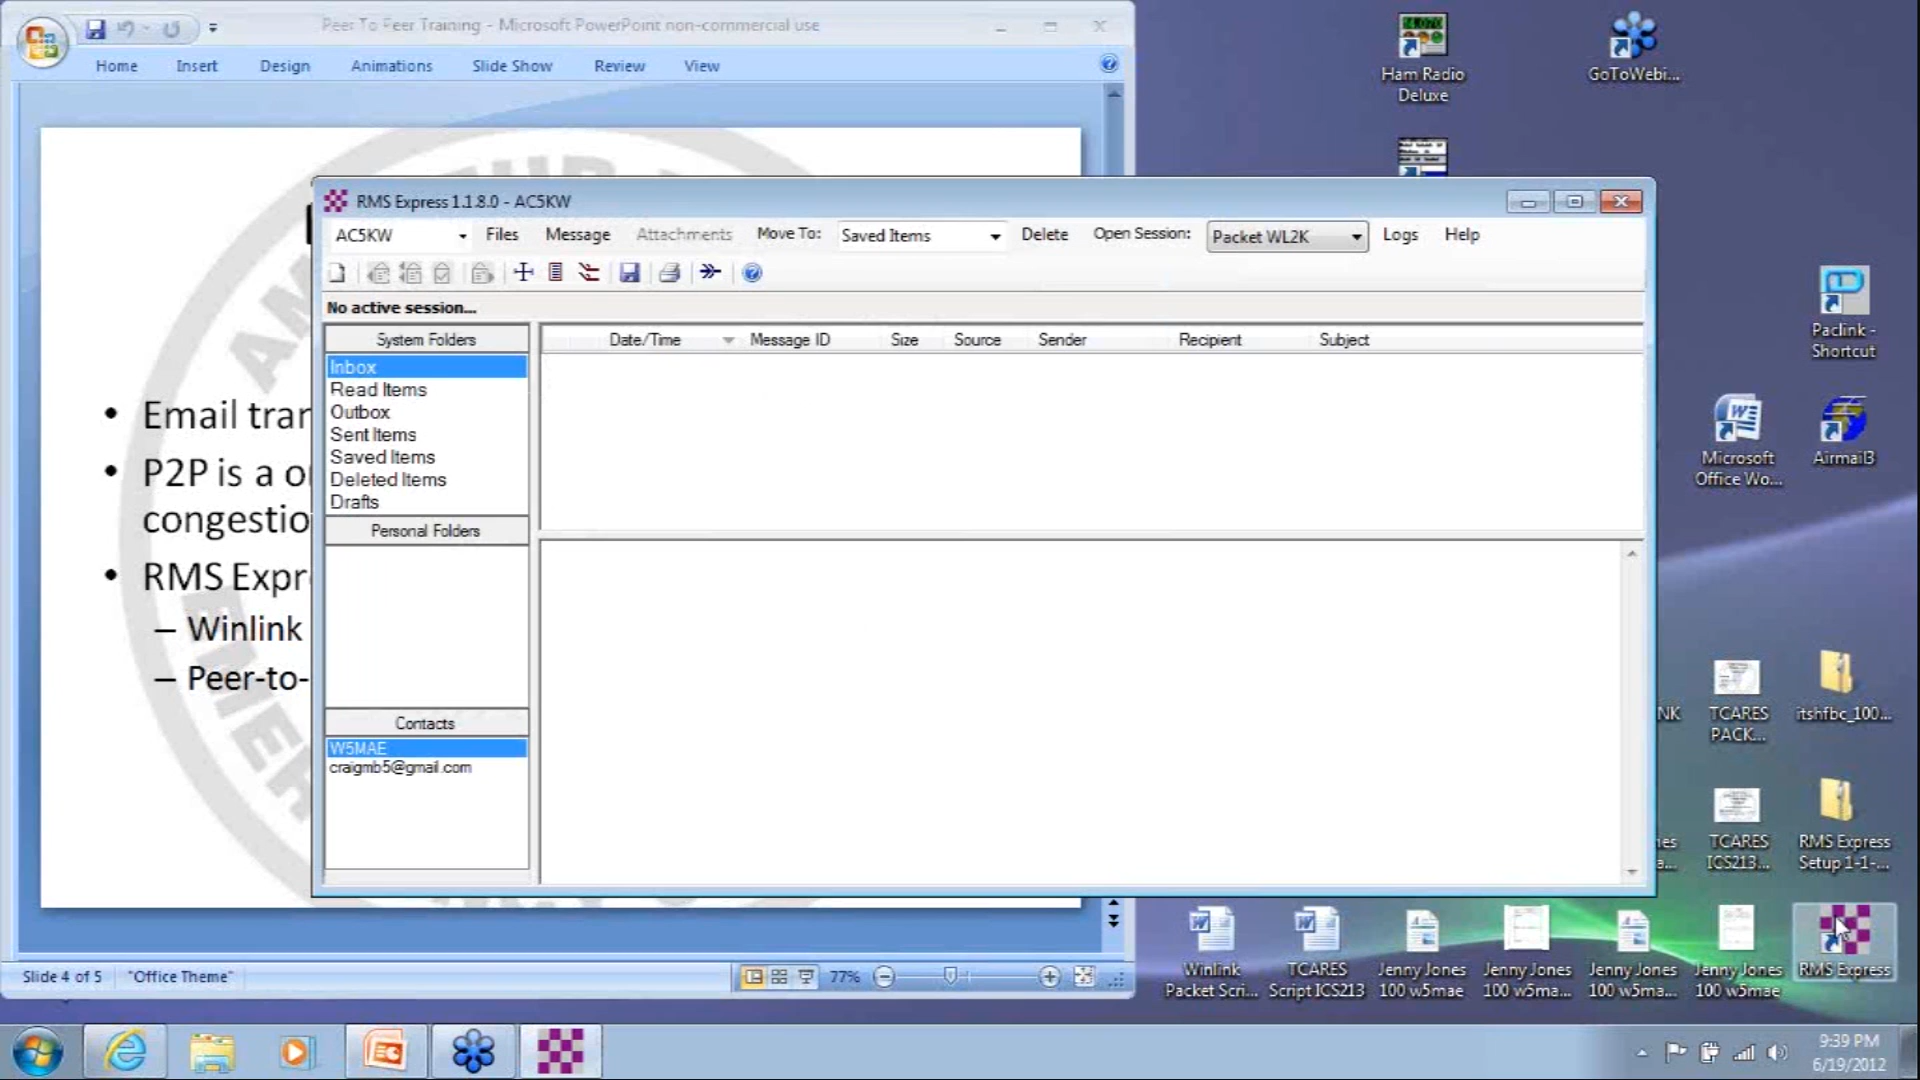 Peer To Peer Training - Microsoft PowerPoint non-commercial use
Home Insert Design Animations Slide Show Review View
• Email tran
• P2P is a o
congestio
• RMS Expr
– Winlink
– Peer-to-
Slide 4 of 5 "Office Theme" 77%
RMS Express 1.1.8.0 - AC5KW
AC5KW Files Message Attachments Move To: Saved Items Delete Open Session: Packet WL2K Logs Help
No active session...
System Folders
Inbox
Read Items
Outbox
Sent Items
Saved Items
Deleted Items
Drafts
Personal Folders
Contacts
W5MAE
craigmb5@gmail.com
Date/Time Message ID Size Source Sender Recipient Subject
Ham Radio
Deluxe
GoToWebi...
Paclink -
Shortcut
Microsoft
Office Wo...
Airmail3
NK
TCARES
PACK...
itshfbc_100...
TCARES
ICS213...
RMS Express
Setup 1-1-...
Winlink
Packet Scri...
TCARES
Script ICS213
Jenny Jones
100 w5mae
Jenny Jones
100 w5ma...
Jenny Jones
100 w5ma...
Jenny Jones
100 w5mae
RMS Express
9:39 PM
6/19/2012